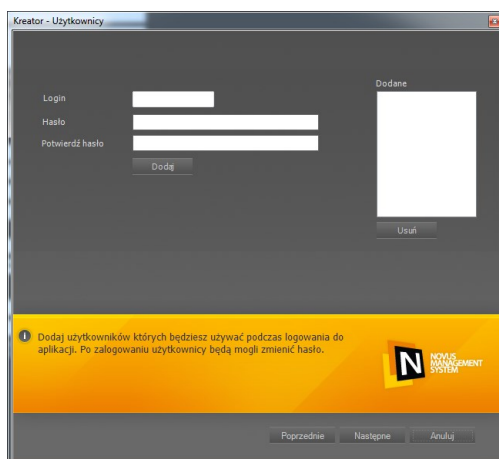 Kreator - Użytkownicy
Dodane
Login
Hasło
Potwierdź hasło
Dodaj
Usuń
Dodaj użytkowników których będziesz używać podczas logowania do
aplikacji. Po zalogowaniu użytkownicy będą mogli zmienić hasło.
N
NOVUS
MANAGEMENT
SYSTEM
Poprzednie
Następne
Anuluj